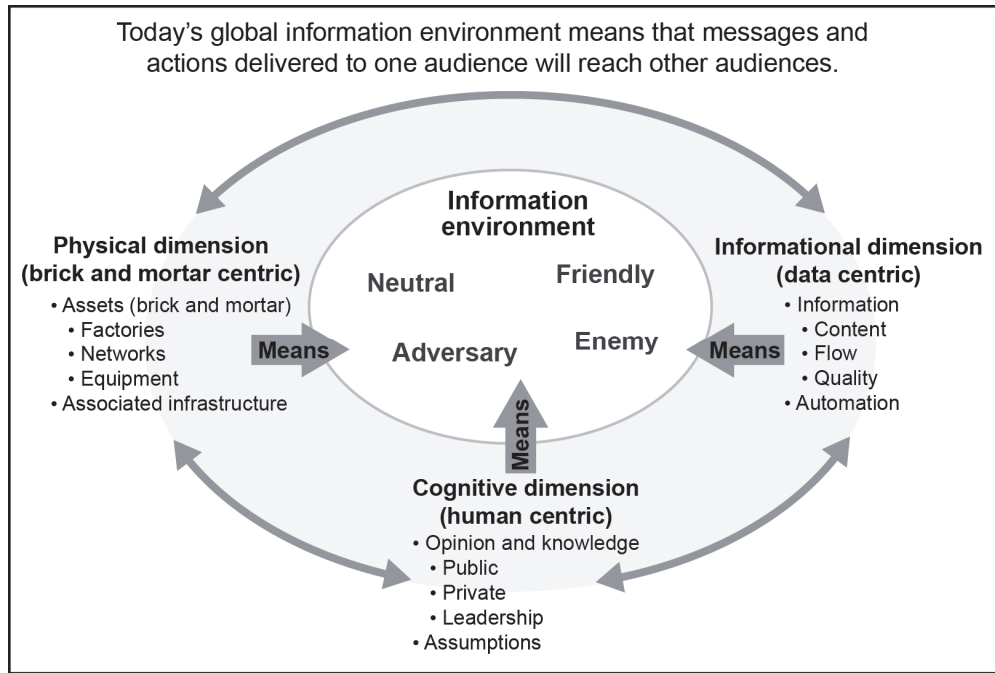 Today's global information environment means that messages and
actions delivered to one audience will reach other audiences.
Information
environment
Neutral
Friendly
Adversary
Enemy
Physical dimension
(brick and mortar centric)
• Assets (brick and mortar)
• Factories
• Networks
• Equipment
• Associated infrastructure
Means
Informational dimension
(data centric)
• Information
• Content
• Flow
• Quality
• Automation
Means
Means
Cognitive dimension
(human centric)
• Opinion and knowledge
• Public
• Private
• Leadership
• Assumptions